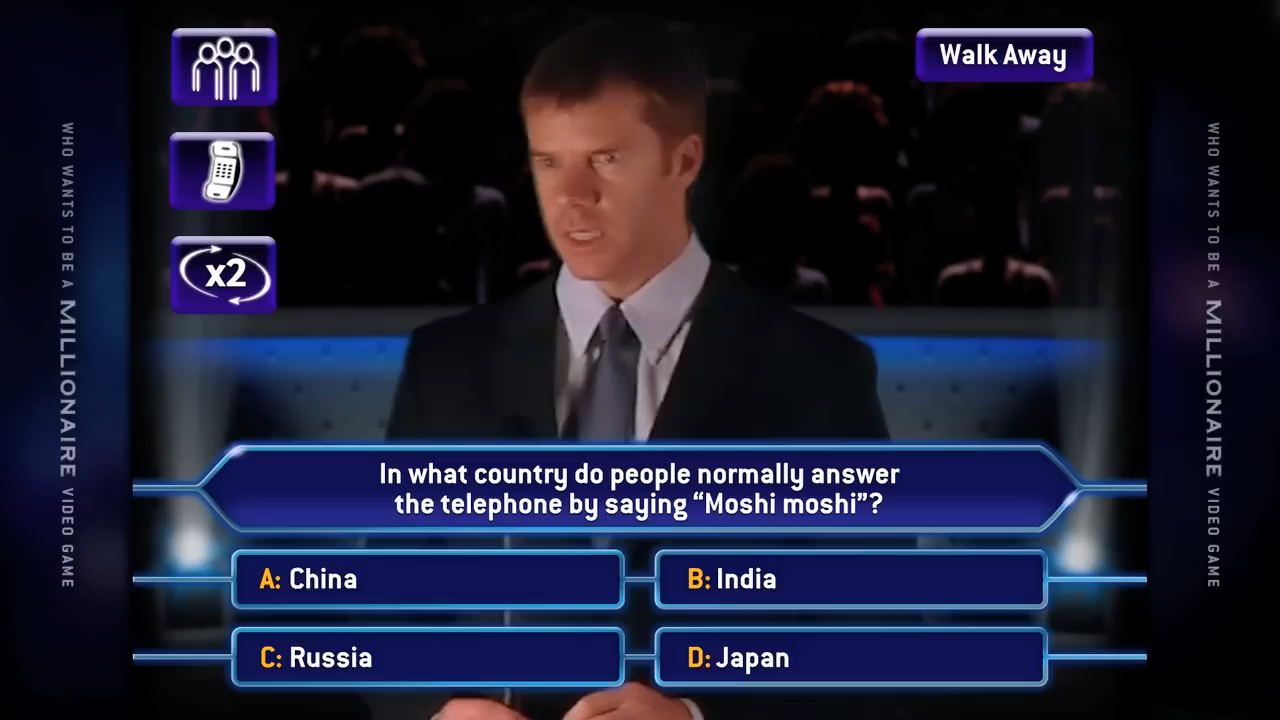 Walk Away
x2
WHO WANTS TO BE A MILLIONAIRE VIDEO GAME
WHO WANTS TO BE A MILLIONAIRE VIDEO GAME
In what country do people normally answer
the telephone by saying “Moshi moshi”?
A: China
B: India
C: Russia
D: Japan